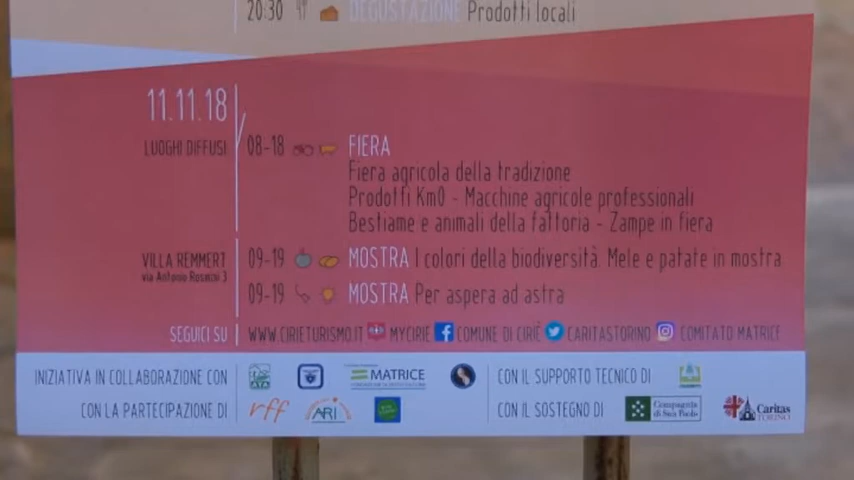 20:30 DEGUSTAZIONE Prodotti locali
11.11.18
LUOGHI DIFFUSI 08-18 FIERA
Fiera agricola della tradizione
Prodotti Km0 - Macchine agricole professionali
Bestiame e animali della fattoria - Zampe in fiera
VILLA REMMERT 09-19 MOSTRA I colori della biodiversità. Mele e patate in mostra
via Antonio Rosmini 3
09-19 MOSTRA Per aspera ad astra
SEGUICI SU WWW.CIRIETURISMO.IT MYCIRIE COMUNE DI CIRIÈ CARITASTORINO COMITATO MATRICE
INIZIATIVA IN COLLABORAZIONE CON ATA MATRICE CON IL SUPPORTO TECNICO DI
CON LA PARTECIPAZIONE DI rff ARI CON IL SOSTEGNO DI Compagnia di San Paolo Caritas TORINO